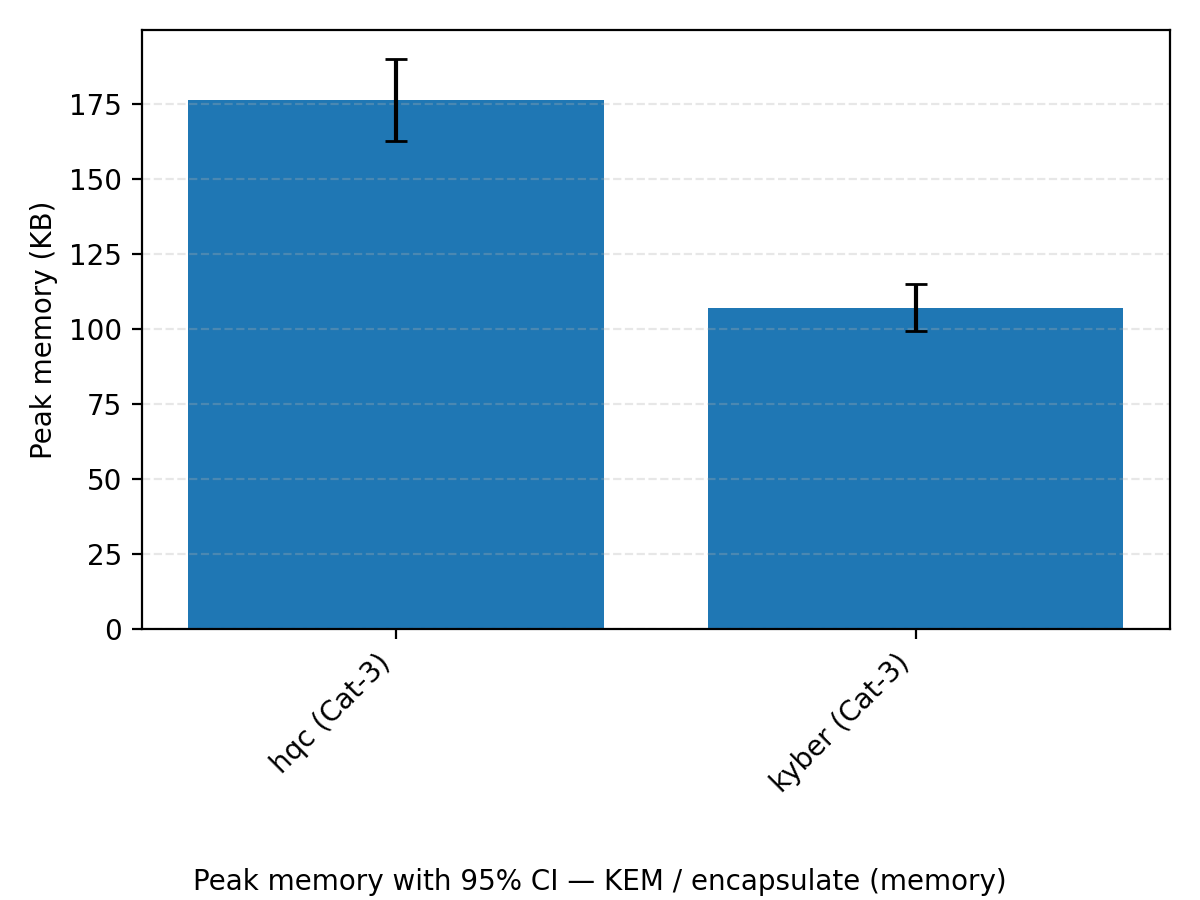 175
150
125
100
75
50
25
0
Peak memory (KB)
hqc (Cat-3)
kyber (Cat-3)
Peak memory with 95% CI — KEM / encapsulate (memory)